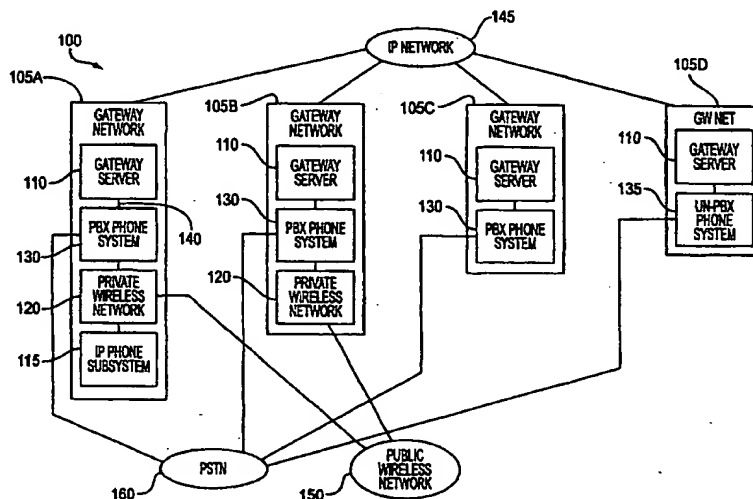 145
IP NETWORK
100
105A
105B
105C
105D
GATEWAY
NETWORK
GATEWAY
SERVER
110
140
PBX PHONE
SYSTEM
130
PRIVATE
WIRELESS
NETWORK
120
IP PHONE
SUBSYSTEM
115
GATEWAY
NETWORK
110
GATEWAY
SERVER
130
PBX PHONE
SYSTEM
120
PRIVATE WIRELESS
NETWORK
GATEWAY
NETWORK
110
GATEWAY
SERVER
130
PBX PHONE
SYSTEM
GW NET
110
GATEWAY
SERVER
135
UN-PBX
PHONE
SYSTEM
PSTN
160
PUBLIC
WIRELESS
NETWORK
150